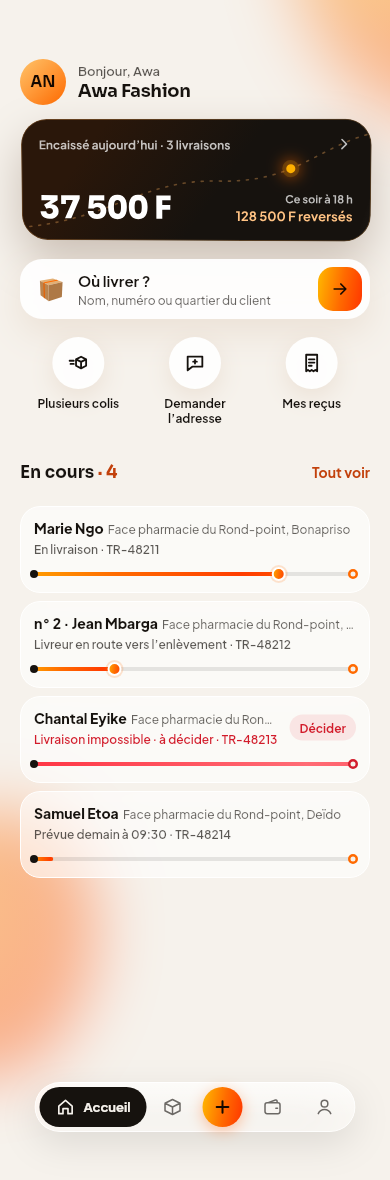 AN
Bonjour, Awa
Awa Fashion
Encaissé aujourd’hui · 3 livraisons
37 500 F
Ce soir à 18 h
128 500 F reversés
Où livrer ?
Nom, numéro ou quartier du client
Plusieurs colis
Demander
l’adresse
Mes reçus
En cours · 4
Tout voir
Marie Ngo Face pharmacie du Rond-point, Bonapriso
En livraison · TR-48211
n° 2 · Jean Mbarga Face pharmacie du Rond-point, …
Livreur en route vers l’enlèvement · TR-48212
Chantal Eyike Face pharmacie du Ron…
Livraison impossible · à décider · TR-48213
Décider
Samuel Etoa Face pharmacie du Rond-point, Deïdo
Prévue demain à 09:30 · TR-48214
Accueil